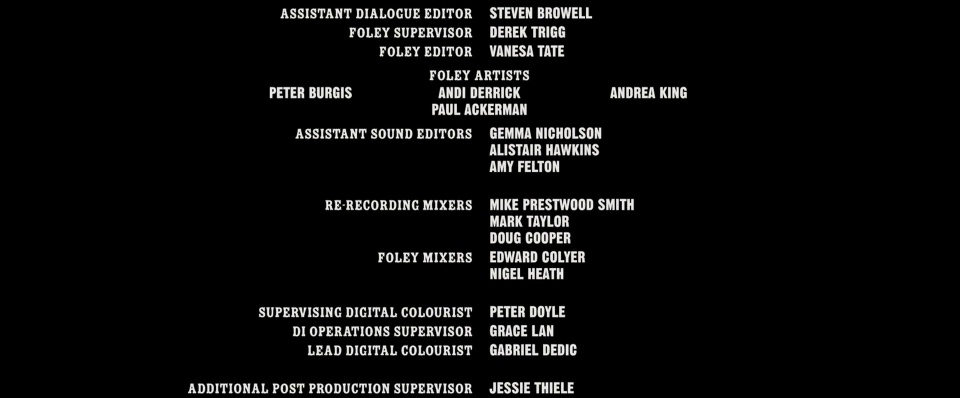 ASSISTANT DIALOGUE EDITOR STEVEN BROWELL
FOLEY SUPERVISOR DEREK TRIGG
FOLEY EDITOR VANESA TATE
FOLEY ARTISTS
PETER BURGIS ANDI DERRICK ANDREA KING
PAUL ACKERMAN
ASSISTANT SOUND EDITORS GEMMA NICHOLSON
ALISTAIR HAWKINS
AMY FELTON
RE-RECORDING MIXERS MIKE PRESTWOOD SMITH
MARK TAYLOR
DOUG COOPER
FOLEY MIXERS EDWARD COLYER
NIGEL HEATH
SUPERVISING DIGITAL COLOURIST PETER DOYLE
DI OPERATIONS SUPERVISOR GRACE LAN
LEAD DIGITAL COLOURIST GABRIEL DEDIC
ADDITIONAL POST PRODUCTION SUPERVISOR JESSIE THIELE